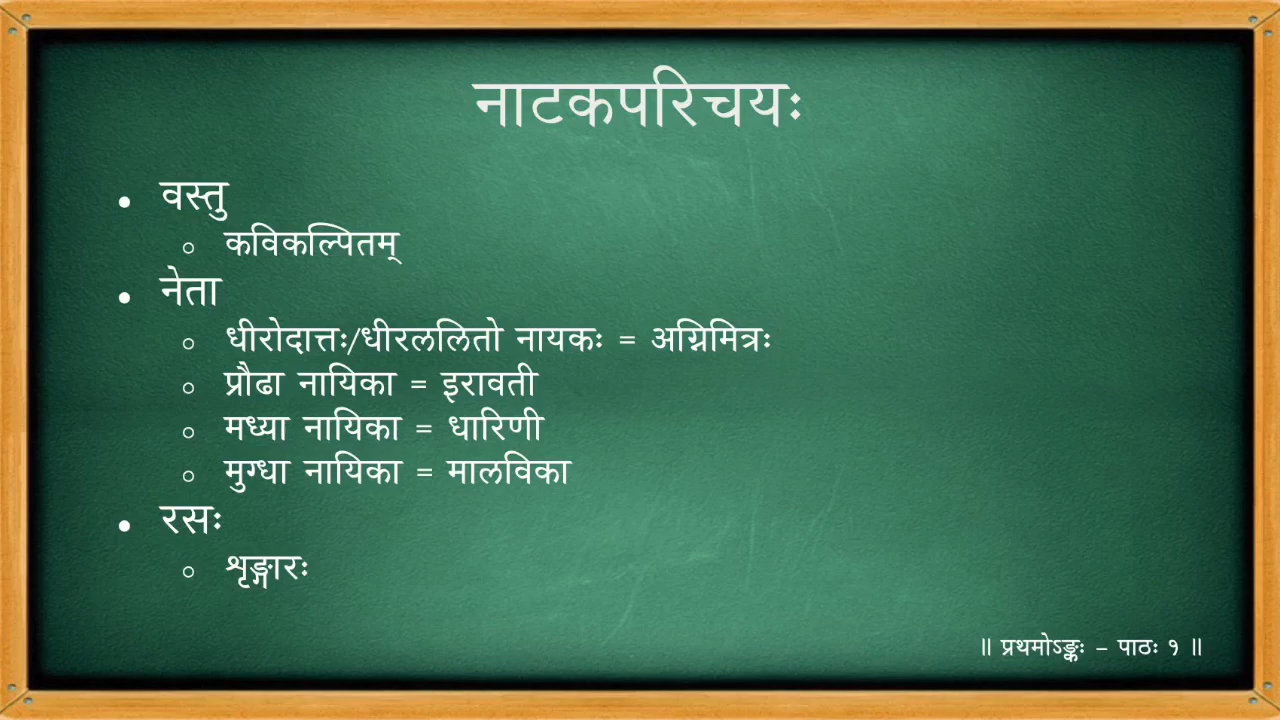 नाटकपरिचयः
• वस्तु
○ कविकल्पितम्
• नेता
○ धीरोदात्तः/धीरललितो नायकः = अग्निमित्रः
○ प्रौढा नायिका = इरावती
○ मध्या नायिका = धारिणी
○ मुग्धा नायिका = मालविका
• रसः
○ शृङ्गारः
॥ प्रथमोऽङ्कः – पाठः १ ॥